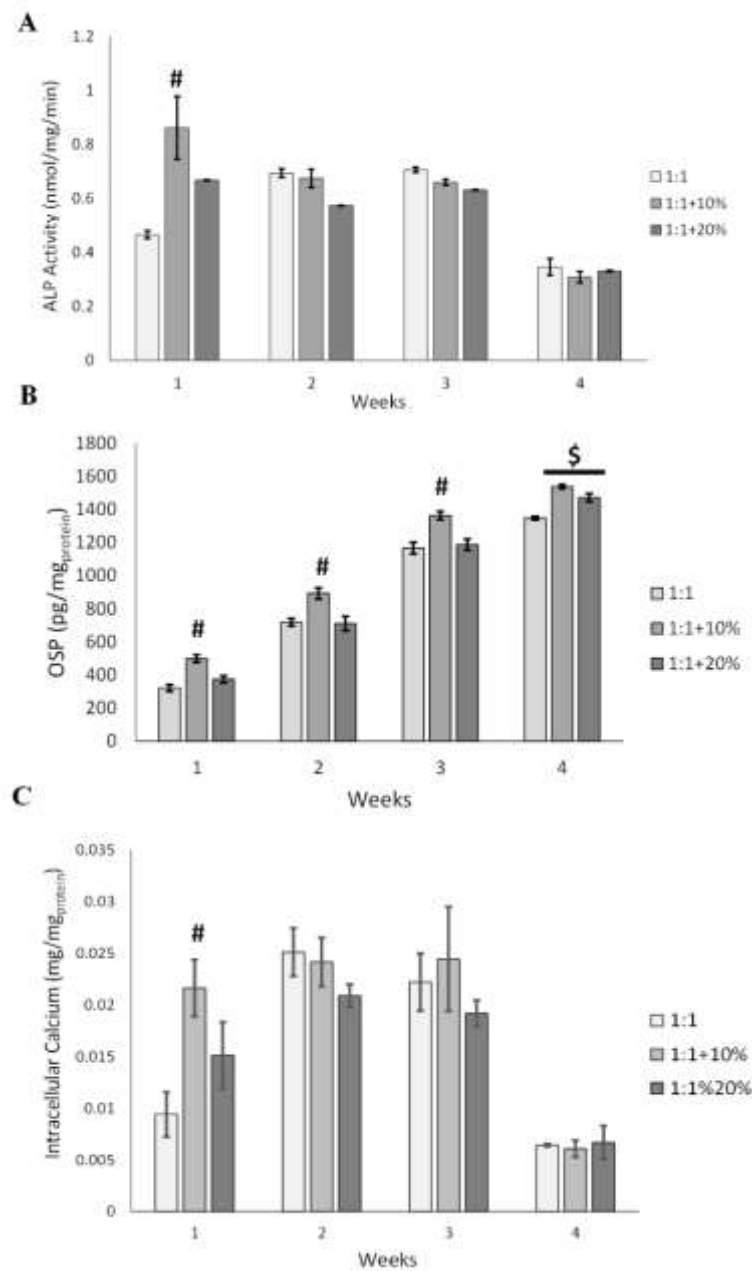 A
ALP Activity (nmol/mg/min)
1.2
1
0.8
0.6
0.4
0.2
0
#
1 2 3 4
Weeks
1:1
1:1+10%
1:1+20%
B
OSP (pg/mgprotein)
1800
1600
1400
1200
1000
800
600
400
200
0
# # # $
1 2 3 4
Weeks
1:1
1:1+10%
1:1+20%
C
Intracellular Calcium (mg/mgprotein)
0.035
0.03
0.025
0.02
0.015
0.01
0.005
0
#
1 2 3 4
Weeks
1:1
1:1+10%
1:1%20%